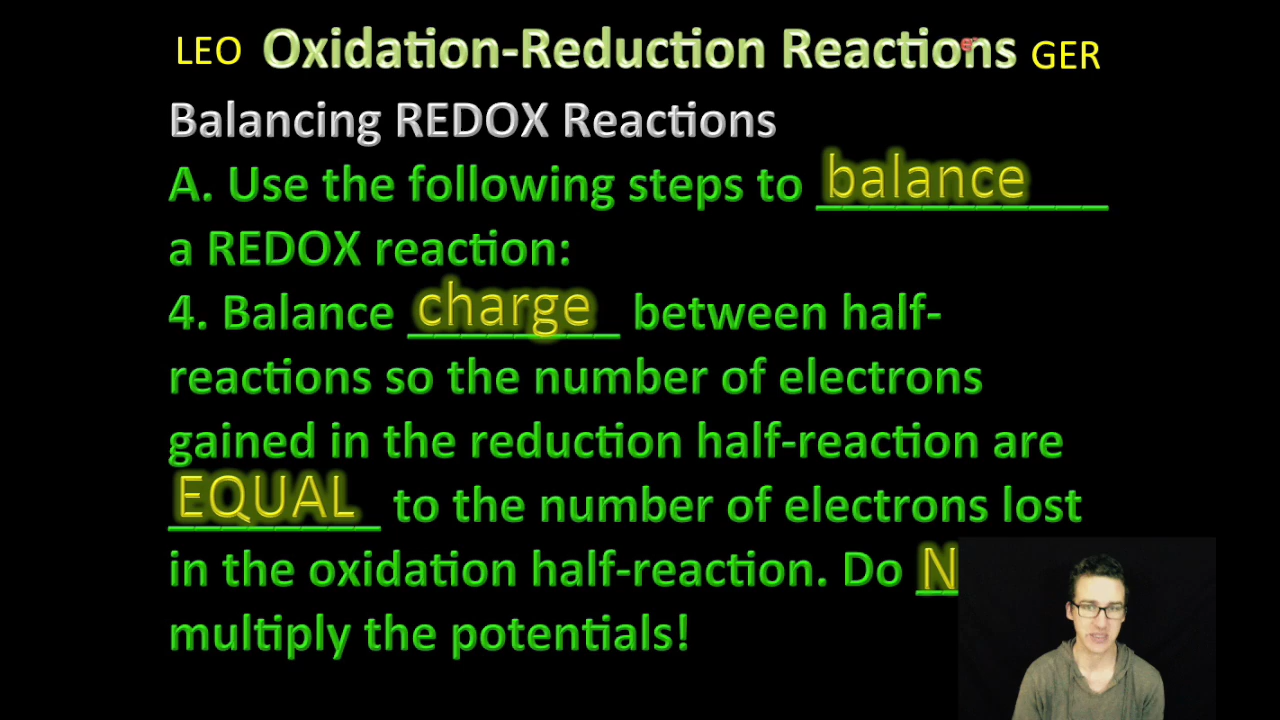 LEO Oxidation-Reduction Reactions GER
Balancing REDOX Reactions
A. Use the following steps to balance
a REDOX reaction:
4. Balance charge between half-
reactions so the number of electrons
gained in the reduction half-reaction are
EQUAL to the number of electrons lost
in the oxidation half-reaction. Do
multiply the potentials!